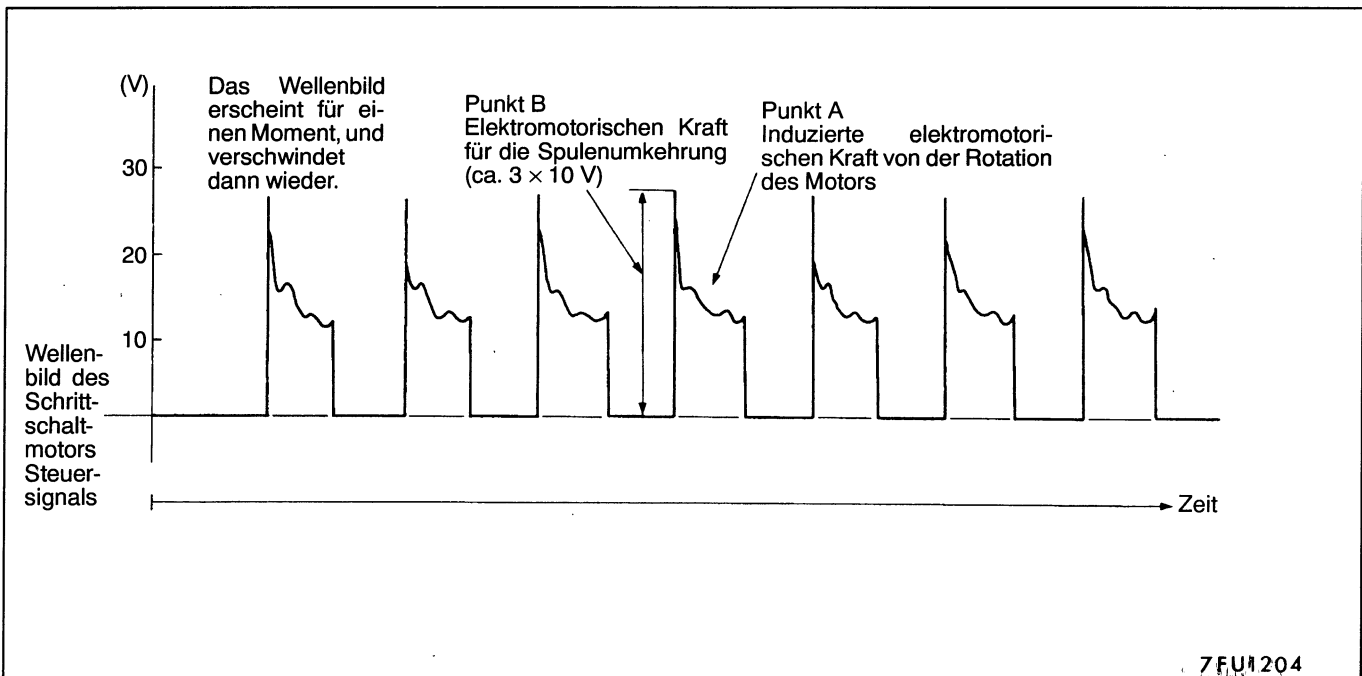 (V)
Das Wellenbild
erscheint für ei-
nen Moment, und
verschwindet
dann wieder.
Punkt B
Elektromotorischen Kraft
für die Spulenumkehrung
(ca. 3 × 10 V)
Punkt A
Induzierte elektromotori-
schen Kraft von der Rotation
des Motors
30
20
10
Wellen-
bild des
Schritt-
schalt-
motors
Steuer-
signals
Zeit
7FU1204